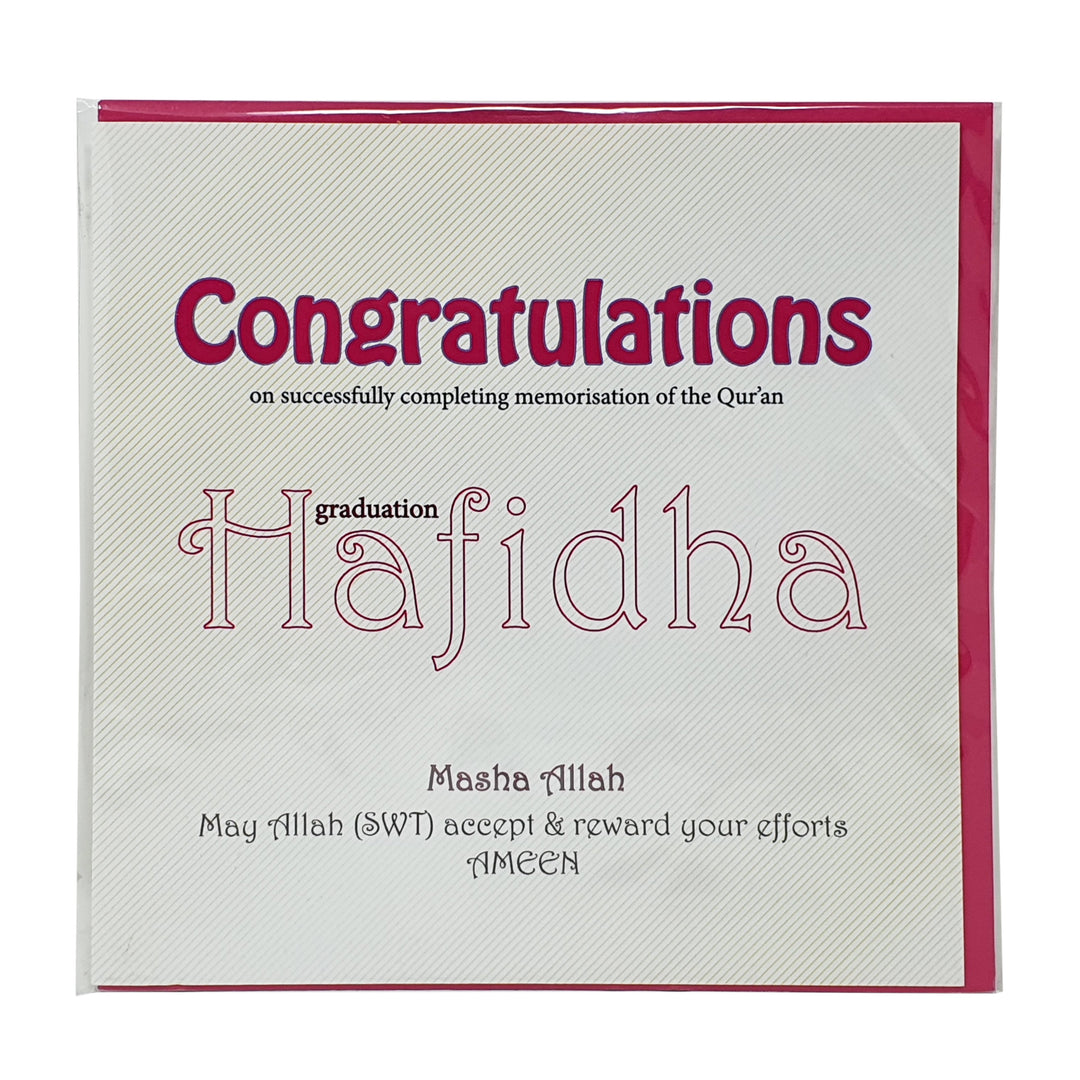 Congratulations
on successfully completing memorisation of the Qur'an
graduation
Hafidha
Masha Allah
May Allah (SWT) accept & reward your efforts
AMEEN